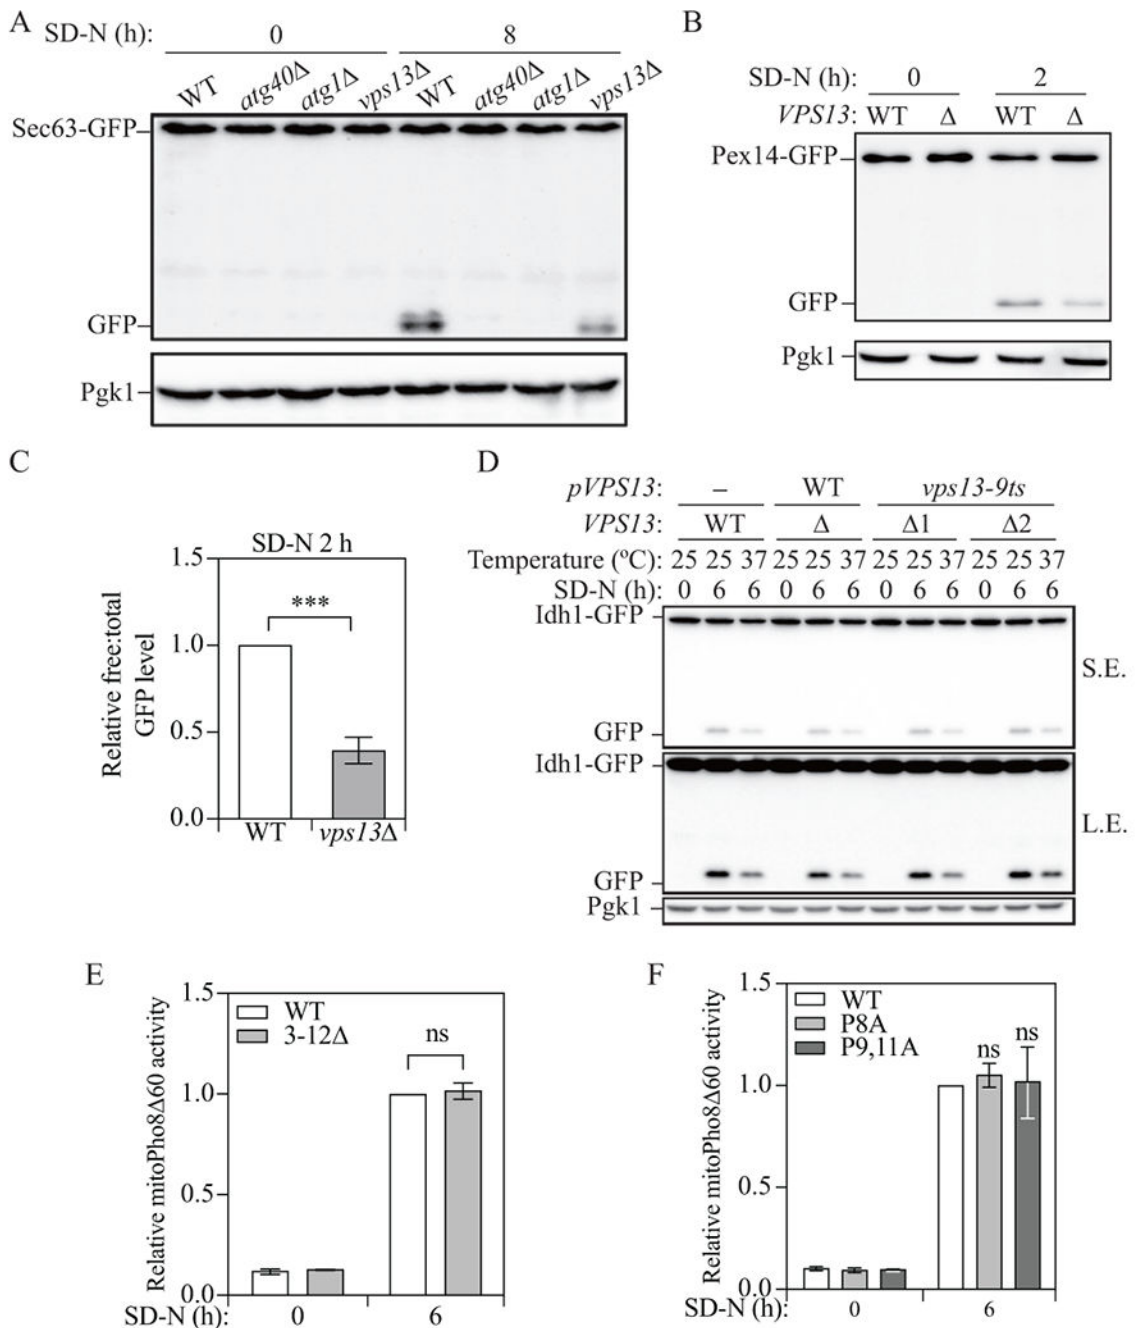 A
SD-N (h):
0
8
WT
atg40Δ
atg1Δ
vps13Δ
WT
atg40Δ
atg1Δ
vps13Δ
Sec63-GFP
GFP
Pgk1
B
SD-N (h):
0
2
VPS13: WT Δ WT Δ
Pex14-GFP
GFP
Pgk1
C
SD-N 2 h
***
1.5
1.0
0.5
0.0
Relative free:total
GFP level
WT
vps13Δ
D
pVPS13: – WT vps13-9ts
VPS13: WT Δ Δ1 Δ2
Temperature (ºC): 25 25 37 25 25 37 25 25 37 25 25 37
SD-N (h): 0 6 6 0 6 6 0 6 6 0 6 6
Idh1-GFP
S.E.
GFP
Idh1-GFP
L.E.
GFP
Pgk1
E
Relative mitoPho8Δ60 activity
1.5
1.0
0.5
0.0
WT
3-12Δ
ns
SD-N (h): 0 6
F
Relative mitoPho8Δ60 activity
1.5
1.0
0.5
0.0
WT
P8A
P9,11A
ns
ns
SD-N (h): 0 6